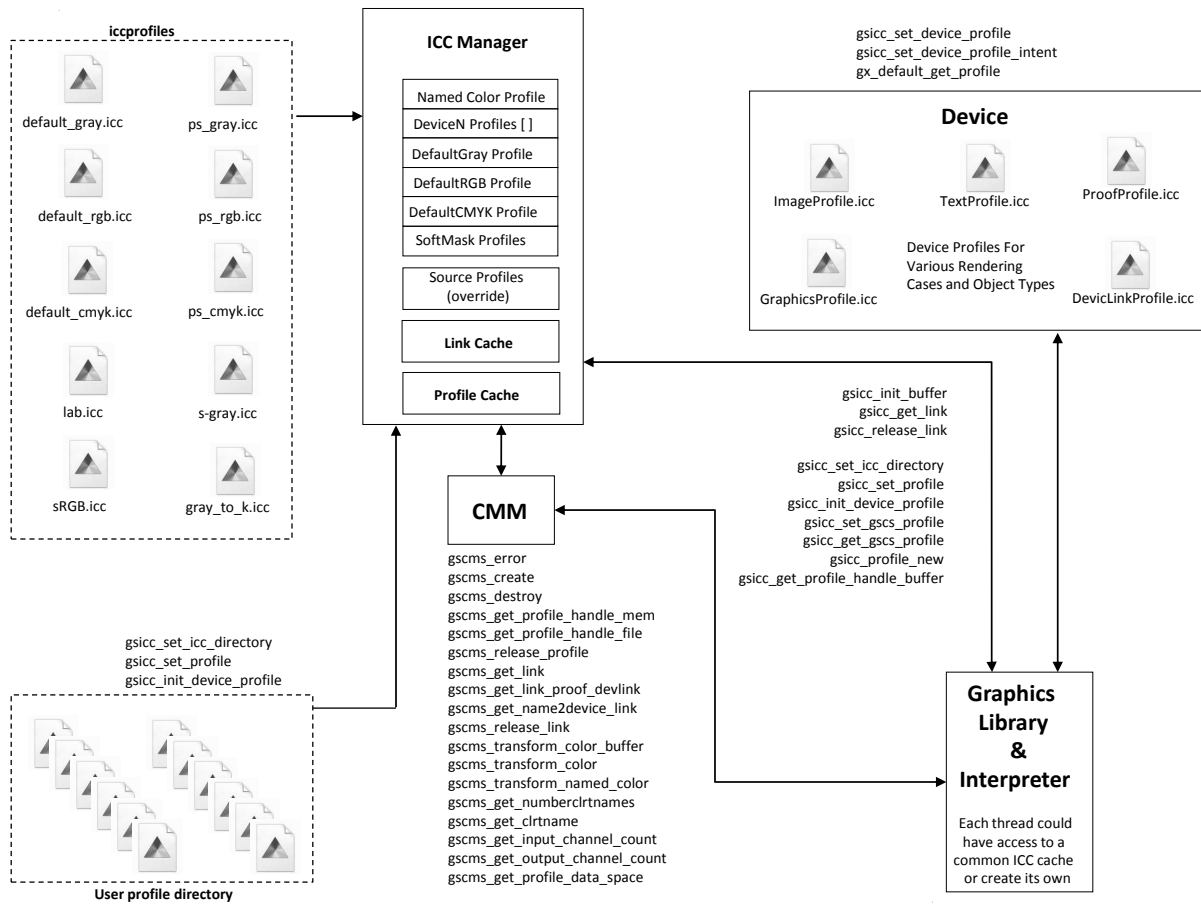 iccprofiles
default_gray.icc
ps_gray.icc
default_rgb.icc
ps_rgb.icc
default_cmyk.icc
ps_cmyk.icc
lab.icc
s-gray.icc
sRGB.icc
gray_to_k.icc
ICC Manager
Named Color Profile
DeviceN Profiles [ ]
DefaultGray Profile
DefaultRGB Profile
DefaultCMYK Profile
SoftMask Profiles
Source Profiles
(override)
Link Cache
Profile Cache
gsicc_set_device_profile
gsicc_set_device_profile_intent
gx_default_get_profile
Device
ImageProfile.icc
TextProfile.icc
ProofProfile.icc
GraphicsProfile.icc
Device Profiles For
Various Rendering
Cases and Object Types
DevicLinkProfile.icc
gsicc_init_buffer
gsicc_get_link
gsicc_release_link
gsicc_set_icc_directory
gsicc_set_profile
gsicc_init_device_profile
gsicc_set_gscs_profile
gsicc_get_gscs_profile
gsicc_profile_new
gsicc_get_profile_handle_buffer
CMM
gscms_error
gscms_create
gscms_destroy
gscms_get_profile_handle_mem
gscms_get_profile_handle_file
gscms_release_profile
gscms_get_link
gscms_get_link_proof_devlink
gscms_get_name2device_link
gscms_release_link
gscms_transform_color_buffer
gscms_transform_color
gscms_transform_named_color
gscms_get_numberclrtnames
gscms_get_clrtname
gscms_get_input_channel_count
gscms_get_output_channel_count
gscms_get_profile_data_space
gsicc_set_icc_directory
gsicc_set_profile
gsicc_init_device_profile
User profile directory
Graphics
Library
&
Interpreter
Each thread could
have access to a
common ICC cache
or create its own